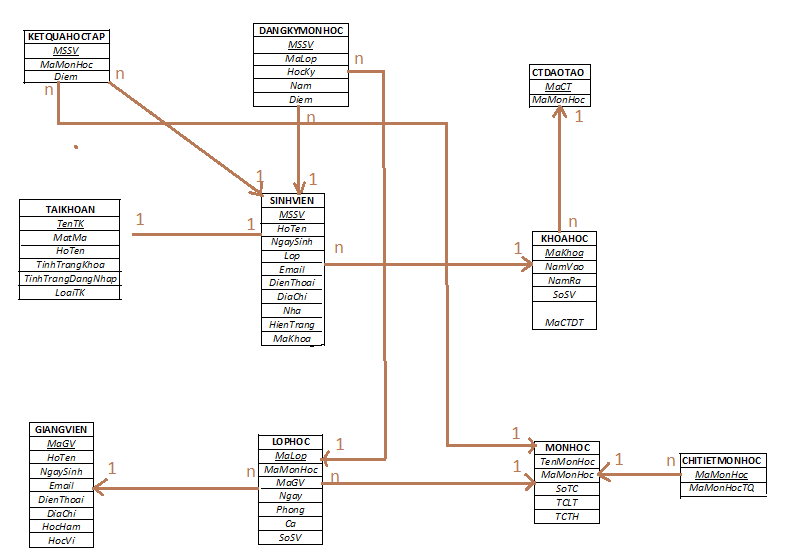 KETQUAHOCTAP
MSSV
MaMonHoc
Diem
n
n
DANGKYMONHOC
MSSV
MaLop
HocKy
Nam
Diem
n
n
CTDAOTAO
MaCT
MaMonHoc
1
n
1
1
TAIKHOAN
TenTK
MatMa
HoTen
TinhTrangKhoa
TinhTrangDangNhap
LoaiTK
1
1
SINHVIEN
MSSV
HoTen
NgaySinh
Lop
Email
DienThoai
DiaChi
Nha
HienTrang
MaKhoa
n
1
KHOAHOC
MaKhoa
NamVao
NamRa
SoSV
MaCTDT
GIANGVIEN
MaGV
HoTen
NgaySinh
Email
DienThoai
DiaChi
HocHam
HocVi
1
n
LOPHOC
MaLop
MaMonHoc
MaGV
Ngay
Phong
Ca
SoSV
1
n
1
1
MONHOC
TenMonHoc
MaMonHoc
SoTC
TCLT
TCTH
1
n
CHITIETMONHOC
MaMonHoc
MaMonHocTQ